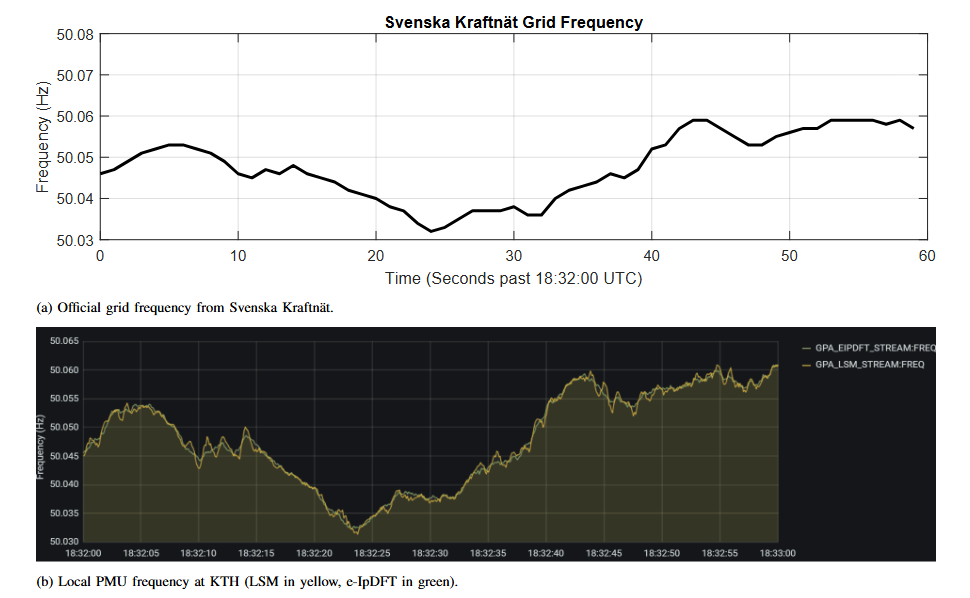 Svenska Kraftnät Grid Frequency
50.08
50.07
50.06
50.05
50.04
50.03
Frequency (Hz)
0 10 20 30 40 50 60
Time (Seconds past 18:32:00 UTC)
(a) Official grid frequency from Svenska Kraftnät.
50.065
50.060
50.055
50.050
50.045
50.040
50.035
50.030
Frequency (Hz)
18:32:00 18:32:05 18:32:10 18:32:15 18:32:20 18:32:25 18:32:30 18:32:35 18:32:40 18:32:45 18:32:50 18:32:55 18:33:00
GPA_EIPDFT_STREAM:FREQ
GPA_LSM_STREAM:FREQ
(b) Local PMU frequency at KTH (LSM in yellow, e-IpDFT in green).